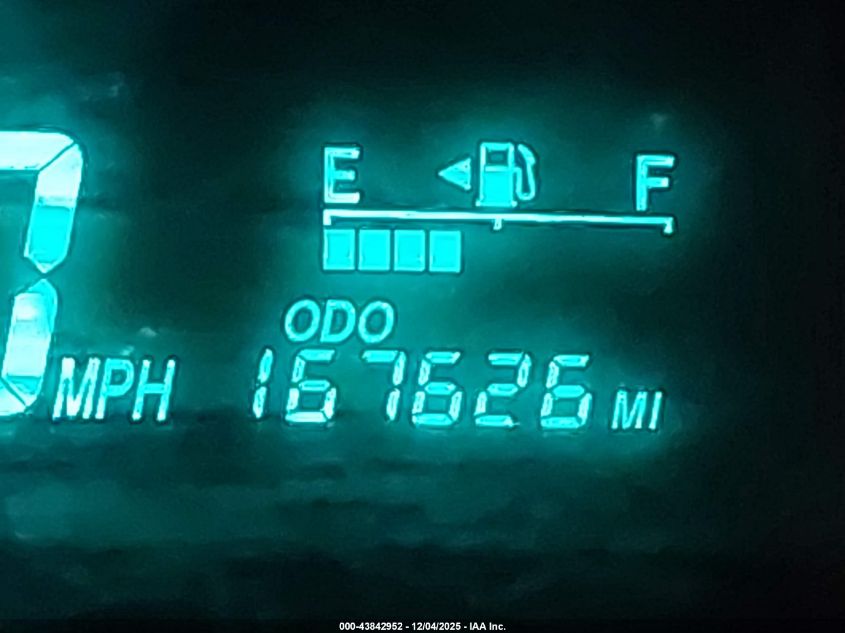 E F
ODO
MPH 167626 MI
000-43842952 - 12/04/2025 - IAA Inc.